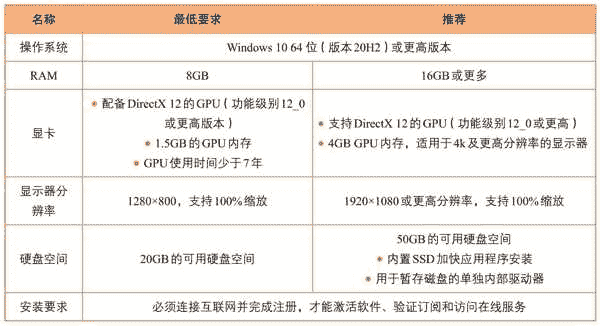 名称 最低要求 推荐
操作系统 Windows 10 64 位（版本20H2）或更高版本
RAM 8GB 16GB或更多
显卡
● 配备DirectX 12的GPU（功能级别12_0
或更高版本）
● 1.5GB的GPU内存
● GPU使用时间少于7年
● 支持DirectX 12的GPU（功能级别12_0或更高）
● 4GB GPU内存，适用于4k及更高分辨率的显示器
显示器分
辨率
1280×800，支持100%缩放 1920×1080或更高分辨率，支持100%缩放
硬盘空间 20GB的可用硬盘空间
50GB的可用硬盘空间
● 内置SSD加快应用程序安装
● 用于暂存磁盘的单独内部驱动器
安装要求 必须连接互联网并完成注册，才能激活软件、验证订阅和访问在线服务